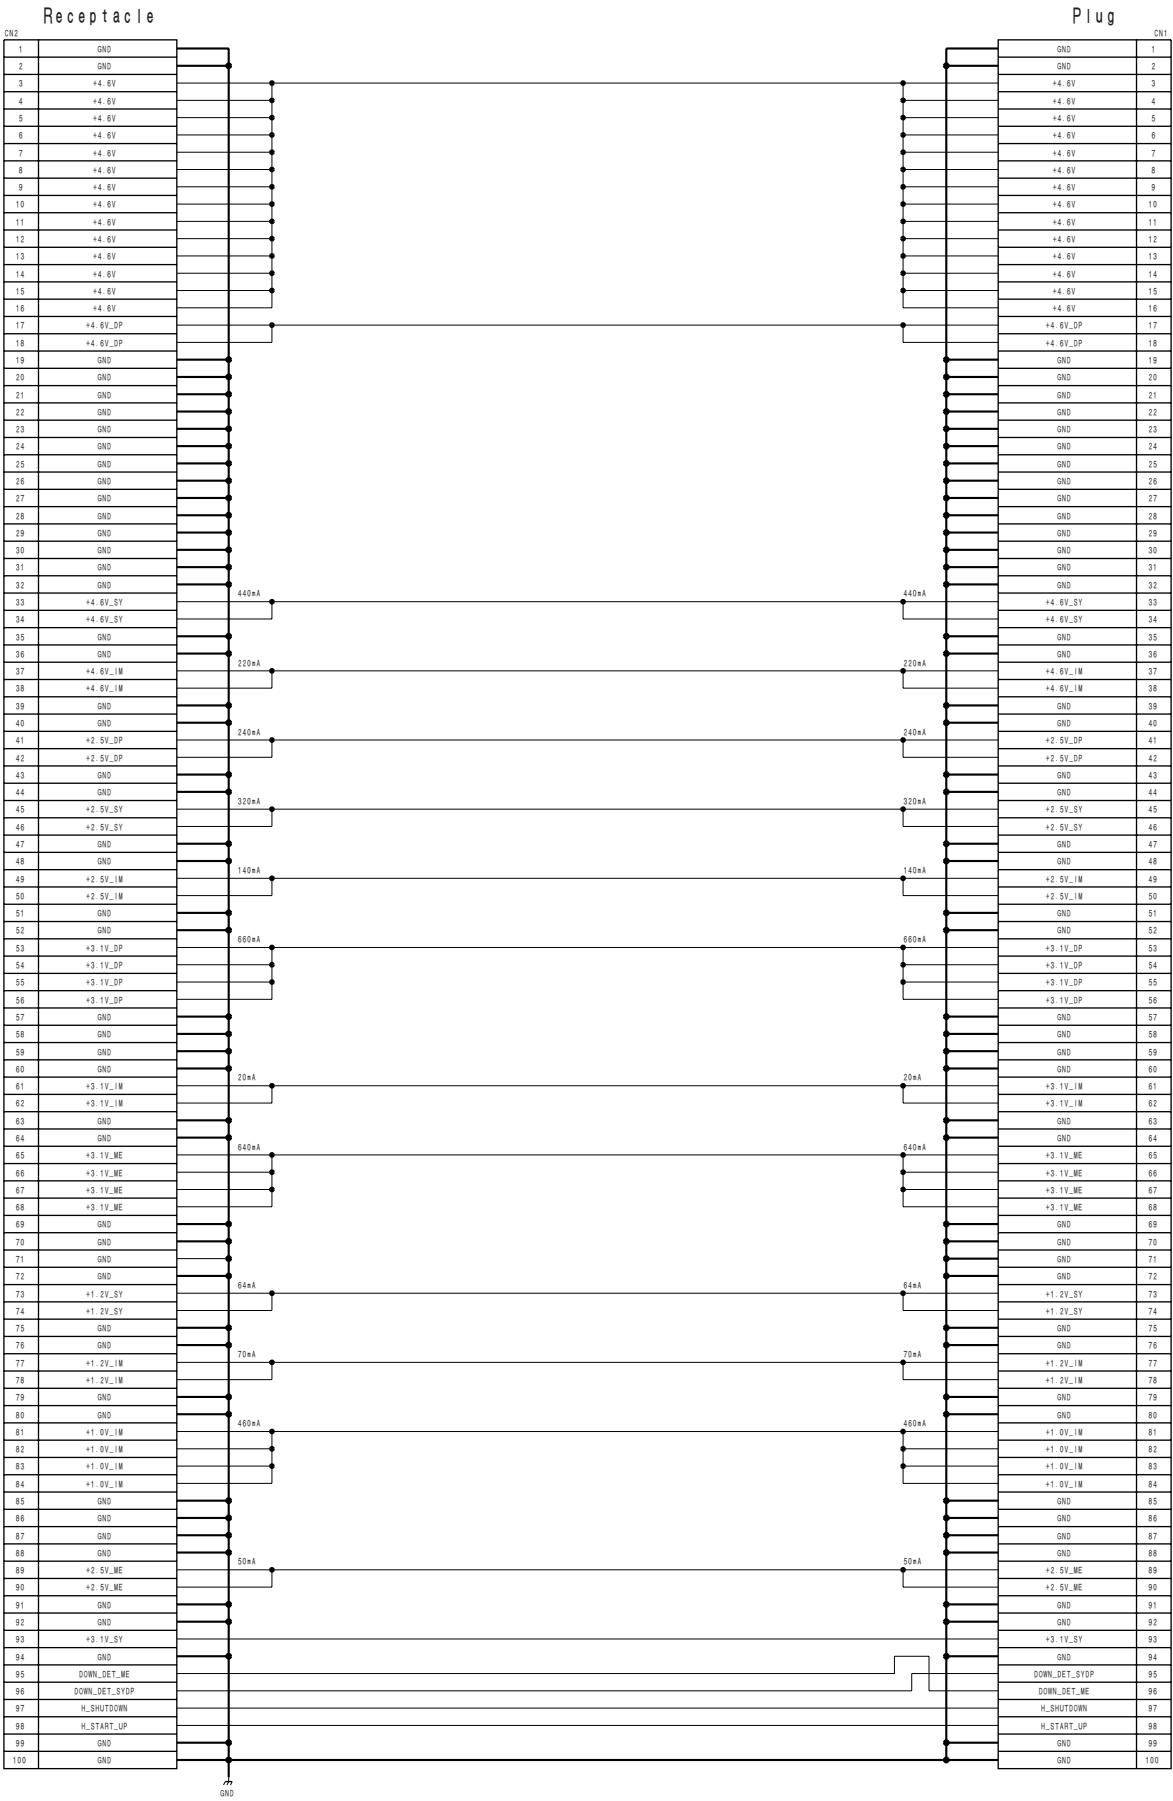 Receptacle Plug
CN2 CN1
1 GND GND 1
2 GND GND 2
3 +4.6V +4.6V 3
4 +4.6V +4.6V 4
5 +4.6V +4.6V 5
6 +4.6V +4.6V 6
7 +4.6V +4.6V 7
8 +4.6V +4.6V 8
9 +4.6V +4.6V 9
10 +4.6V +4.6V 10
11 +4.6V +4.6V 11
12 +4.6V +4.6V 12
13 +4.6V +4.6V 13
14 +4.6V +4.6V 14
15 +4.6V +4.6V 15
16 +4.6V +4.6V 16
17 +4.6V_DP +4.6V_DP 17
18 +4.6V_DP +4.6V_DP 18
19 GND GND 19
20 GND GND 20
21 GND GND 21
22 GND GND 22
23 GND GND 23
24 GND GND 24
25 GND GND 25
26 GND GND 26
27 GND GND 27
28 GND GND 28
29 GND GND 29
30 GND GND 30
31 GND GND 31
32 GND GND 32
440mA 440mA
33 +4.6V_SY +4.6V_SY 33
34 +4.6V_SY +4.6V_SY 34
35 GND GND 35
36 GND GND 36
220mA 220mA
37 +4.6V_IM +4.6V_IM 37
38 +4.6V_IM +4.6V_IM 38
39 GND GND 39
40 GND GND 40
240mA 240mA
41 +2.5V_DP +2.5V_DP 41
42 +2.5V_DP +2.5V_DP 42
43 GND GND 43
44 GND GND 44
320mA 320mA
45 +2.5V_SY +2.5V_SY 45
46 +2.5V_SY +2.5V_SY 46
47 GND GND 47
48 GND GND 48
140mA 140mA
49 +2.5V_IM +2.5V_IM 49
50 +2.5V_IM +2.5V_IM 50
51 GND GND 51
52 GND GND 52
660mA 660mA
53 +3.1V_DP +3.1V_DP 53
54 +3.1V_DP +3.1V_DP 54
55 +3.1V_DP +3.1V_DP 55
56 +3.1V_DP +3.1V_DP 56
57 GND GND 57
58 GND GND 58
59 GND GND 59
60 GND GND 60
20mA 20mA
61 +3.1V_IM +3.1V_IM 61
62 +3.1V_IM +3.1V_IM 62
63 GND GND 63
64 GND GND 64
640mA 640mA
65 +3.1V_ME +3.1V_ME 65
66 +3.1V_ME +3.1V_ME 66
67 +3.1V_ME +3.1V_ME 67
68 +3.1V_ME +3.1V_ME 68
69 GND GND 69
70 GND GND 70
71 GND GND 71
72 GND GND 72
64mA 64mA
73 +1.2V_SY +1.2V_SY 73
74 +1.2V_SY +1.2V_SY 74
75 GND GND 75
76 GND GND 76
70mA 70mA
77 +1.2V_IM +1.2V_IM 77
78 +1.2V_IM +1.2V_IM 78
79 GND GND 79
80 GND GND 80
460mA 460mA
81 +1.0V_IM +1.0V_IM 81
82 +1.0V_IM +1.0V_IM 82
83 +1.0V_IM +1.0V_IM 83
84 +1.0V_IM +1.0V_IM 84
85 GND GND 85
86 GND GND 86
87 GND GND 87
88 GND GND 88
50mA 50mA
89 +2.5V_ME +2.5V_ME 89
90 +2.5V_ME +2.5V_ME 90
91 GND GND 91
92 GND GND 92
93 +3.1V_SY +3.1V_SY 93
94 GND GND 94
95 DOWN_DET_ME DOWN_DET_SYDP 95
96 DOWN_DET_SYDP DOWN_DET_ME 96
97 H_SHUTDOWN H_SHUTDOWN 97
98 H_START_UP H_START_UP 98
99 GND GND 99
100 GND GND 100
GND